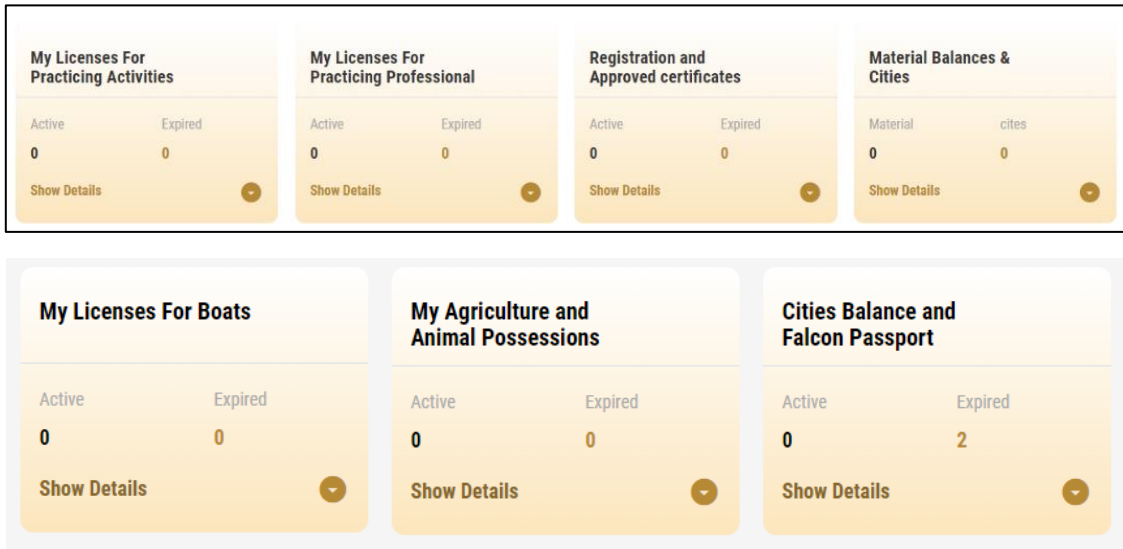 My Licenses For
Practicing Activities
Active Expired
0 0
Show Details
My Licenses For
Practicing Professional
Active Expired
0 0
Show Details
Registration and
Approved certificates
Active Expired
0 0
Show Details
Material Balances &
Cities
Material cites
0 0
Show Details
My Licenses For Boats
Active Expired
0 0
Show Details
My Agriculture and
Animal Possessions
Active Expired
0 0
Show Details
Cities Balance and
Falcon Passport
Active Expired
0 2
Show Details